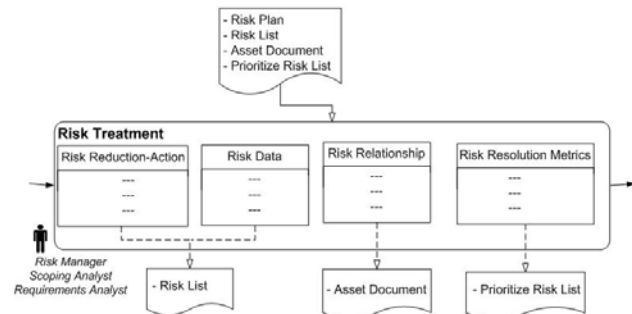 - Risk Plan
- Risk List
- Asset Document
- Prioritize Risk List
Risk Treatment
Risk Reduction-Action
---
---
---
Risk Data
---
---
---
Risk Relationship
---
---
---
Risk Resolution Metrics
---
---
---
Risk Manager
Scoping Analyst
Requirements Analyst
- Risk List
- Asset Document
- Prioritize Risk List